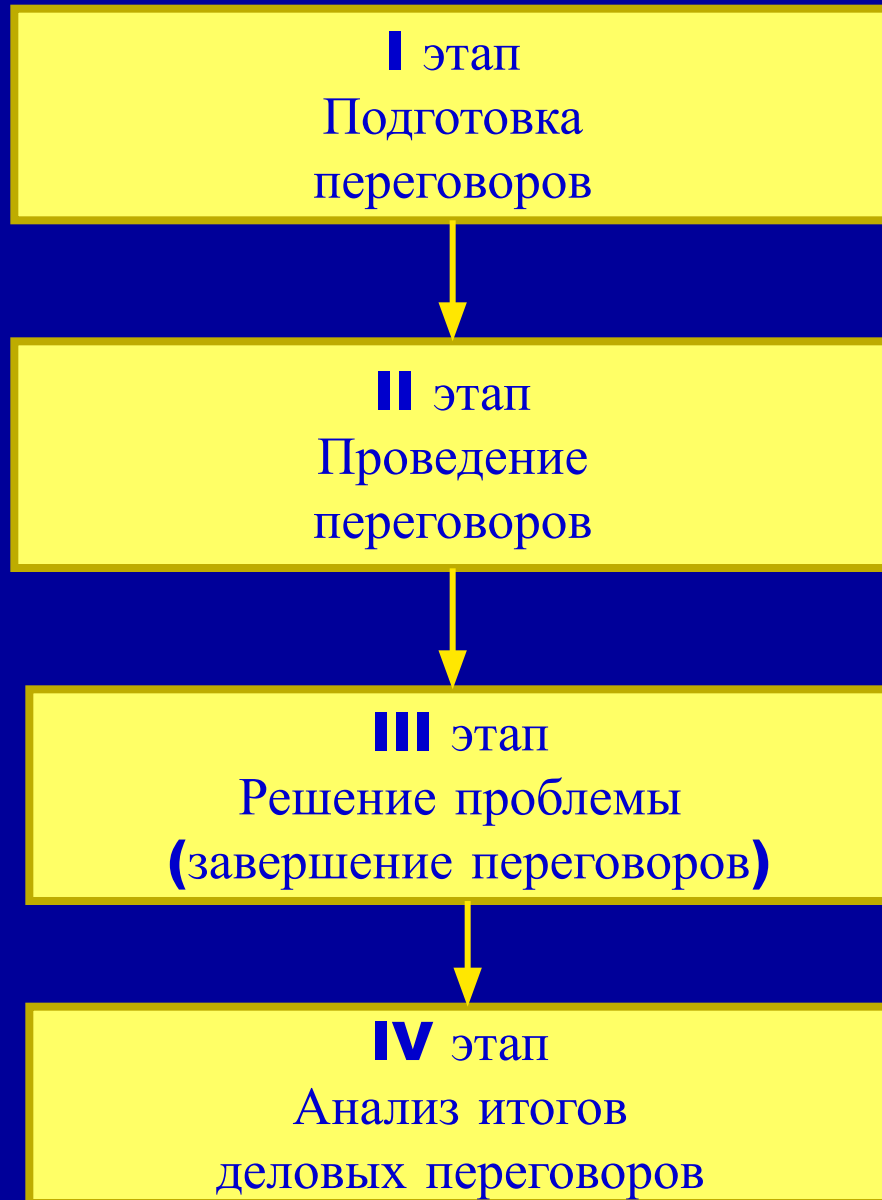 I этап
Подготовка
переговоров
II этап
Проведение
переговоров
III этап
Решение проблемы
(завершение переговоров)
IV этап
Анализ итогов
деловых переговоров